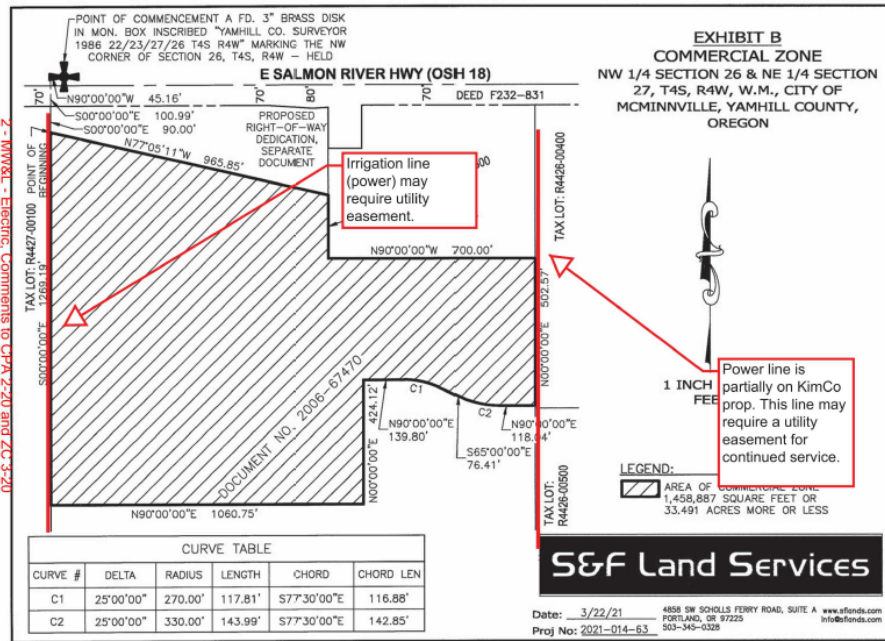 POINT OF COMMENCEMENT A FD. 3" BRASS DISK
IN MON. BOX INSCRIBED "YAMHILL CO. SURVEYOR
1986 22/23/27/26 T4S R4W" MARKING THE NW
CORNER OF SECTION 26, T4S, R4W – HELD
EXHIBIT B
COMMERCIAL ZONE
NW 1/4 SECTION 26 & NE 1/4 SECTION
27, T4S, R4W, W.M., CITY OF
MCMINNVILLE, YAMHILL COUNTY,
OREGON
E SALMON RIVER HWY (OSH 18)
70'
N90°00'00"W 45.16'
70'
80'
70'
DEED F232-831
S00°00'00"E 100.99'
S00°00'00"E 90.00'
PROPOSED
RIGHT-OF-WAY
DEDICATION,
SEPARATE
DOCUMENT
N77°05'11"W 965.85'
POINT OF
BEGINNING
Irrigation line
(power) may
require utility
easement.
TAX LOT: R4426-00400
TAX LOT: R4427-00100
S00°00'00"E 1269.19'
N90°00'00"W 700.00'
N00°00'00"E 502.57'
2 - MW&L - Electric, Comments to CPA 2-20 and ZC 3-20
DOCUMENT NO. 2006-67470
N00°00'00"E 424.12'
C1
N90°00'00"E
139.80'
C2
S65°00'00"E
76.41'
N90°00'00"E
118.04'
1 INCH
Power line is
partially on KimCo
prop. This line may
require a utility
easement for
continued service.
LEGEND:
AREA OF COMMERCIAL ZONE
1,458,887 SQUARE FEET OR
33.491 ACRES MORE OR LESS
TAX LOT:
R4426-00500
N90°00'00"E 1060.75'
CURVE TABLE
CURVE # DELTA RADIUS LENGTH CHORD CHORD LEN
C1 25°00'00" 270.00' 117.81' S77°30'00"E 116.88'
C2 25°00'00" 330.00' 143.99' S77°30'00"E 142.85'
S&F Land Services
Date: 3/22/21
Proj No: 2021-014-63
4858 SW SCHOLLS FERRY ROAD, SUITE A
PORTLAND, OR 97225
503-345-0328
www.sflands.com
info@sflands.com